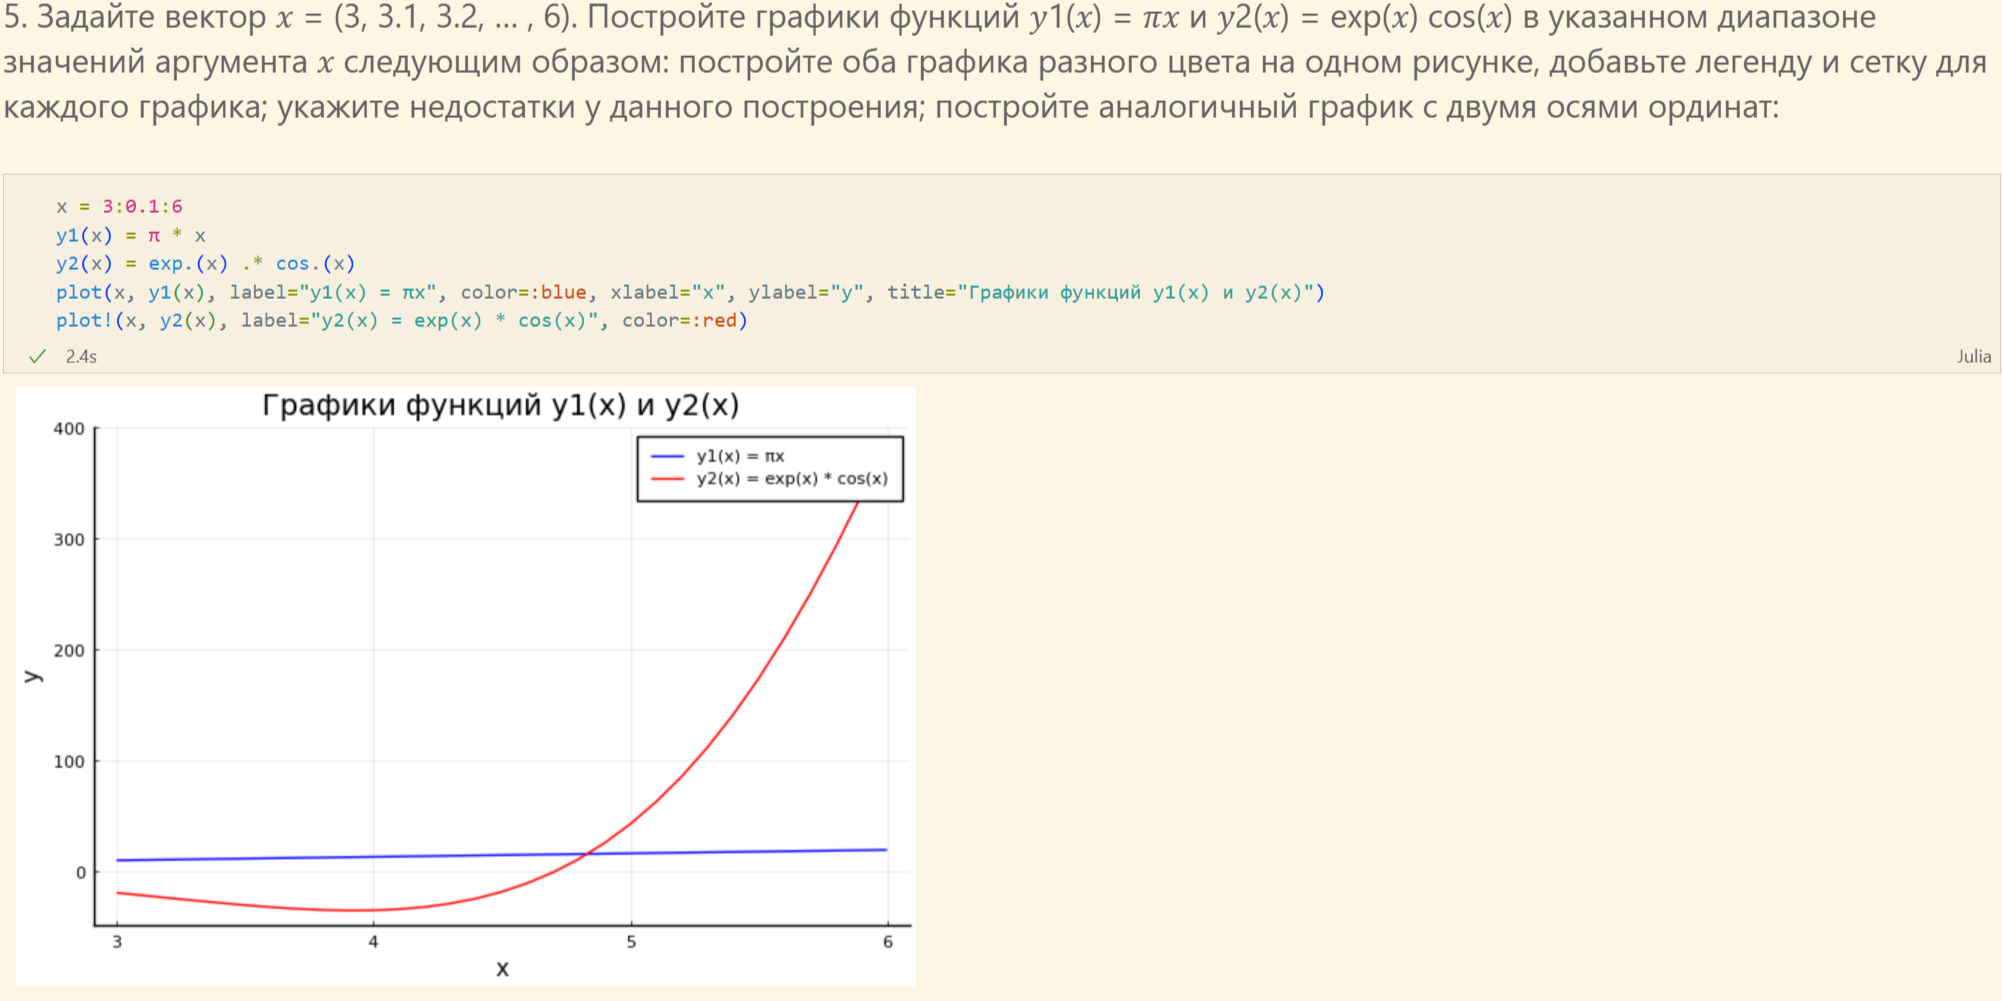 5. Задайте вектор x = (3, 3.1, 3.2, ... , 6). Постройте графики функций y1(x) = πx и y2(x) = exp(x) cos(x) в указанном диапазоне
значений аргумента x следующим образом: постройте оба графика разного цвета на одном рисунке, добавьте легенду и сетку для
каждого графика; укажите недостатки у данного построения; постройте аналогичный график с двумя осями ординат:
x = 3:0.1:6
y1(x) = π * x
y2(x) = exp.(x) .* cos.(x)
plot(x, y1(x), label="y1(x) = πx", color=:blue, xlabel="x", ylabel="y", title="Графики функций y1(x) и y2(x)")
plot!(x, y2(x), label="y2(x) = exp(x) * cos(x)", color=:red)
2.4s
Julia
Графики функций y1(x) и y2(x)
y1(x) = πx
y2(x) = exp(x) * cos(x)
400
300
200
100
0
y
3 4 5 6
x